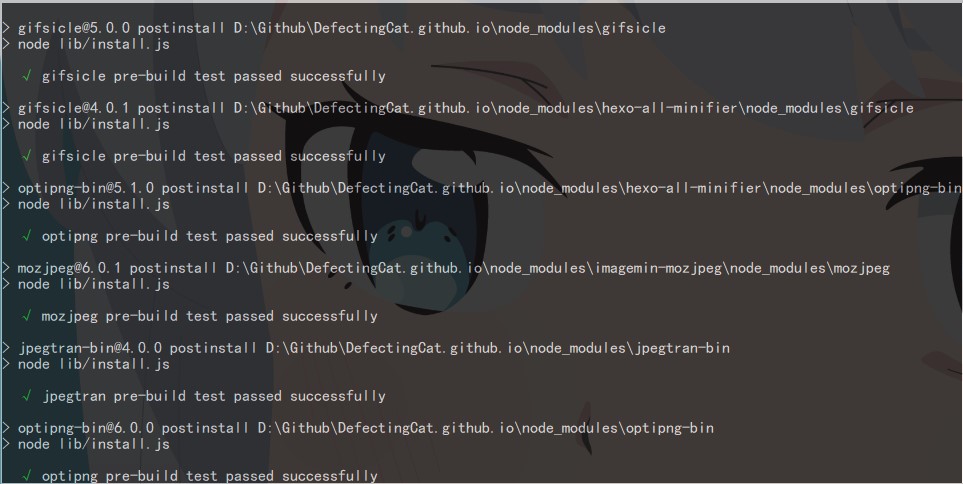 > gifsicle@5.0.0 postinstall D:\Github\DefectingCat.github.io\node_modules\gifsicle
> node lib/install.js
√ gifsicle pre-build test passed successfully
> gifsicle@4.0.1 postinstall D:\Github\DefectingCat.github.io\node_modules\hexo-all-minifier\node_modules\gifsicle
> node lib/install.js
√ gifsicle pre-build test passed successfully
> optipng-bin@5.1.0 postinstall D:\Github\DefectingCat.github.io\node_modules\hexo-all-minifier\node_modules\optipng-bin
> node lib/install.js
√ optipng pre-build test passed successfully
> mozjpeg@6.0.1 postinstall D:\Github\DefectingCat.github.io\node_modules\imagemin-mozjpeg\node_modules\mozjpeg
> node lib/install.js
√ mozjpeg pre-build test passed successfully
> jpegtran-bin@4.0.0 postinstall D:\Github\DefectingCat.github.io\node_modules\jpegtran-bin
> node lib/install.js
√ jpegtran pre-build test passed successfully
> optipng-bin@6.0.0 postinstall D:\Github\DefectingCat.github.io\node_modules\optipng-bin
> node lib/install.js
√ optipng pre-build test passed successfully